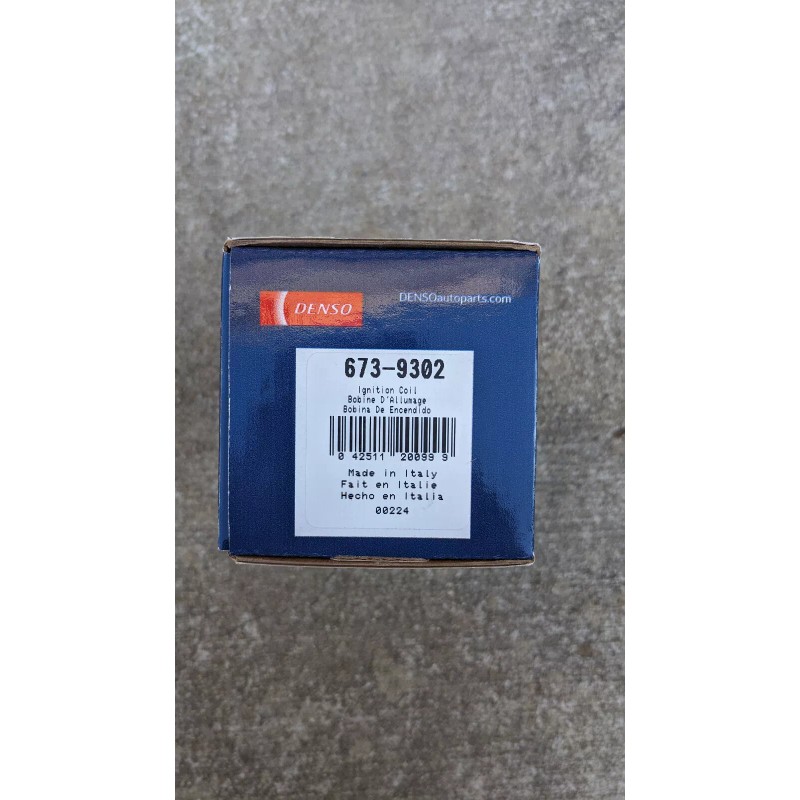 DENSO
DENSOautoparts.com
673-9302
Ignition Coil
Bobine D'Allumage
Bobina De Encendido
0 42511 20099 9
Made in Italy
Fait en Italie
Hecho en Italia
00224